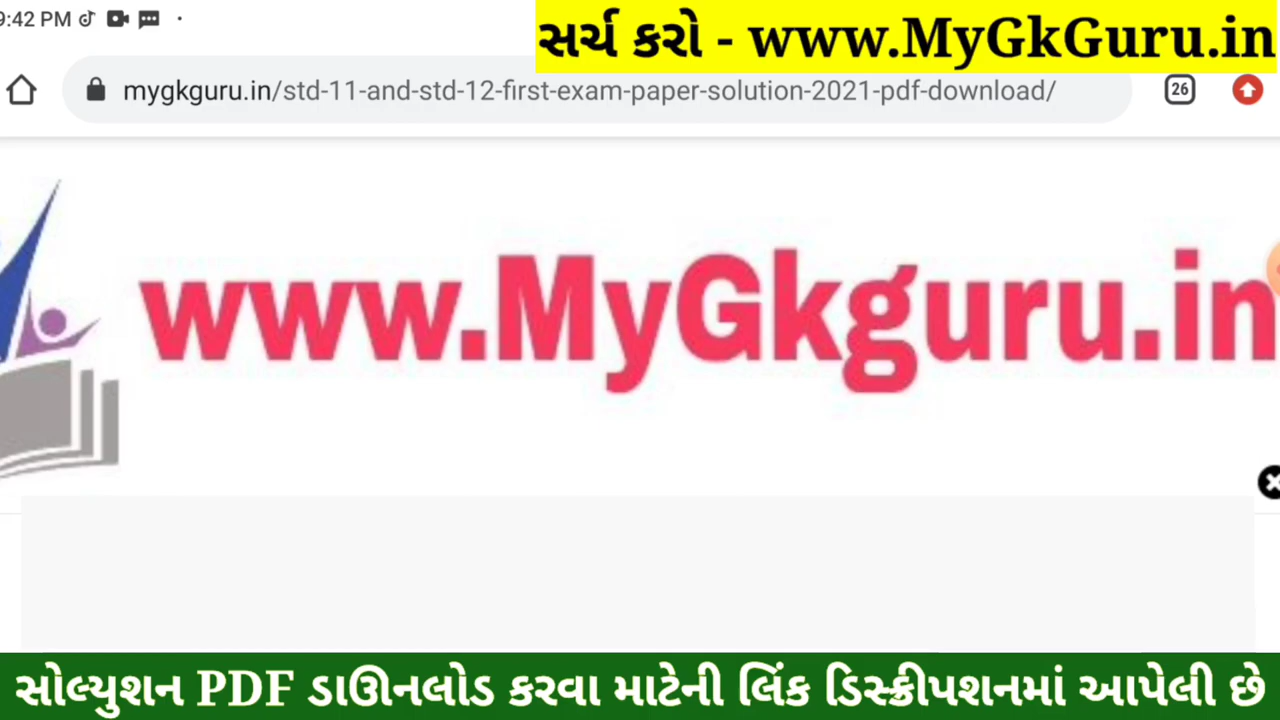 9:42 PM
સર્ચ કરો - www.MyGkGuru.in
mygkguru.in/std-11-and-std-12-first-exam-paper-solution-2021-pdf-download/
26
www.MyGkguru.in
સોલ્યુશન PDF ડાઊનલોડ કરવા માટેની લિંક ડિસ્ક્રીપશનમાં આપેલી છે